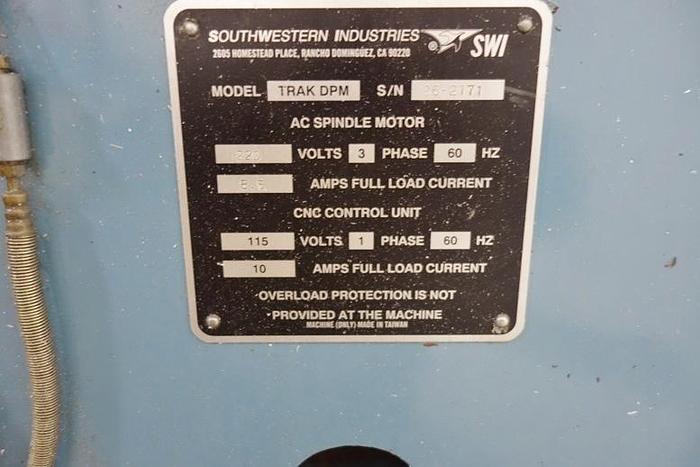 SOUTHWESTERN INDUSTRIES SWI
2605 HOMESTEAD PLACE, RANCHO DOMINGUEZ, CA 90220
MODEL TRAK DPM S/N
AC SPINDLE MOTOR
220 VOLTS 3 PHASE 60 HZ
AMPS FULL LOAD CURRENT
CNC CONTROL UNIT
115 VOLTS 1 PHASE 60 HZ
10 AMPS FULL LOAD CURRENT
OVERLOAD PROTECTION IS NOT
PROVIDED AT THE MACHINE
MACHINE (ONLY) MADE IN TAIWAN